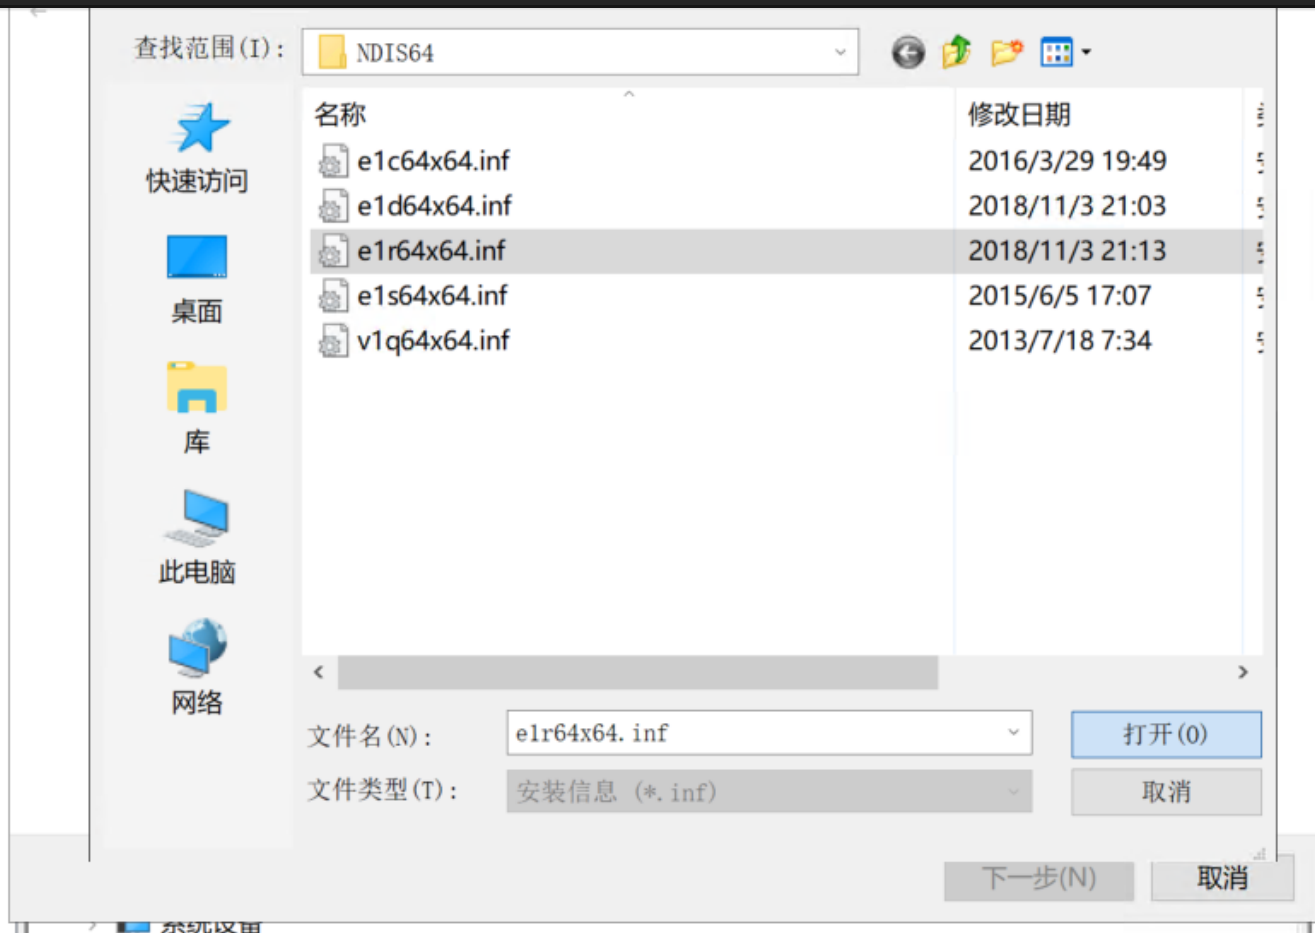 查找范围(I):
NDIS64
名称
修改日期
e1c64x64.inf
2016/3/29 19:49
e1d64x64.inf
2018/11/3 21:03
e1r64x64.inf
2018/11/3 21:13
e1s64x64.inf
2015/6/5 17:07
v1q64x64.inf
2013/7/18 7:34
快速访问
桌面
库
此电脑
网络
文件名(N):
e1r64x64.inf
打开(O)
文件类型(T):
安装信息 (*.inf)
取消
下一步(N)
取消
系统设备